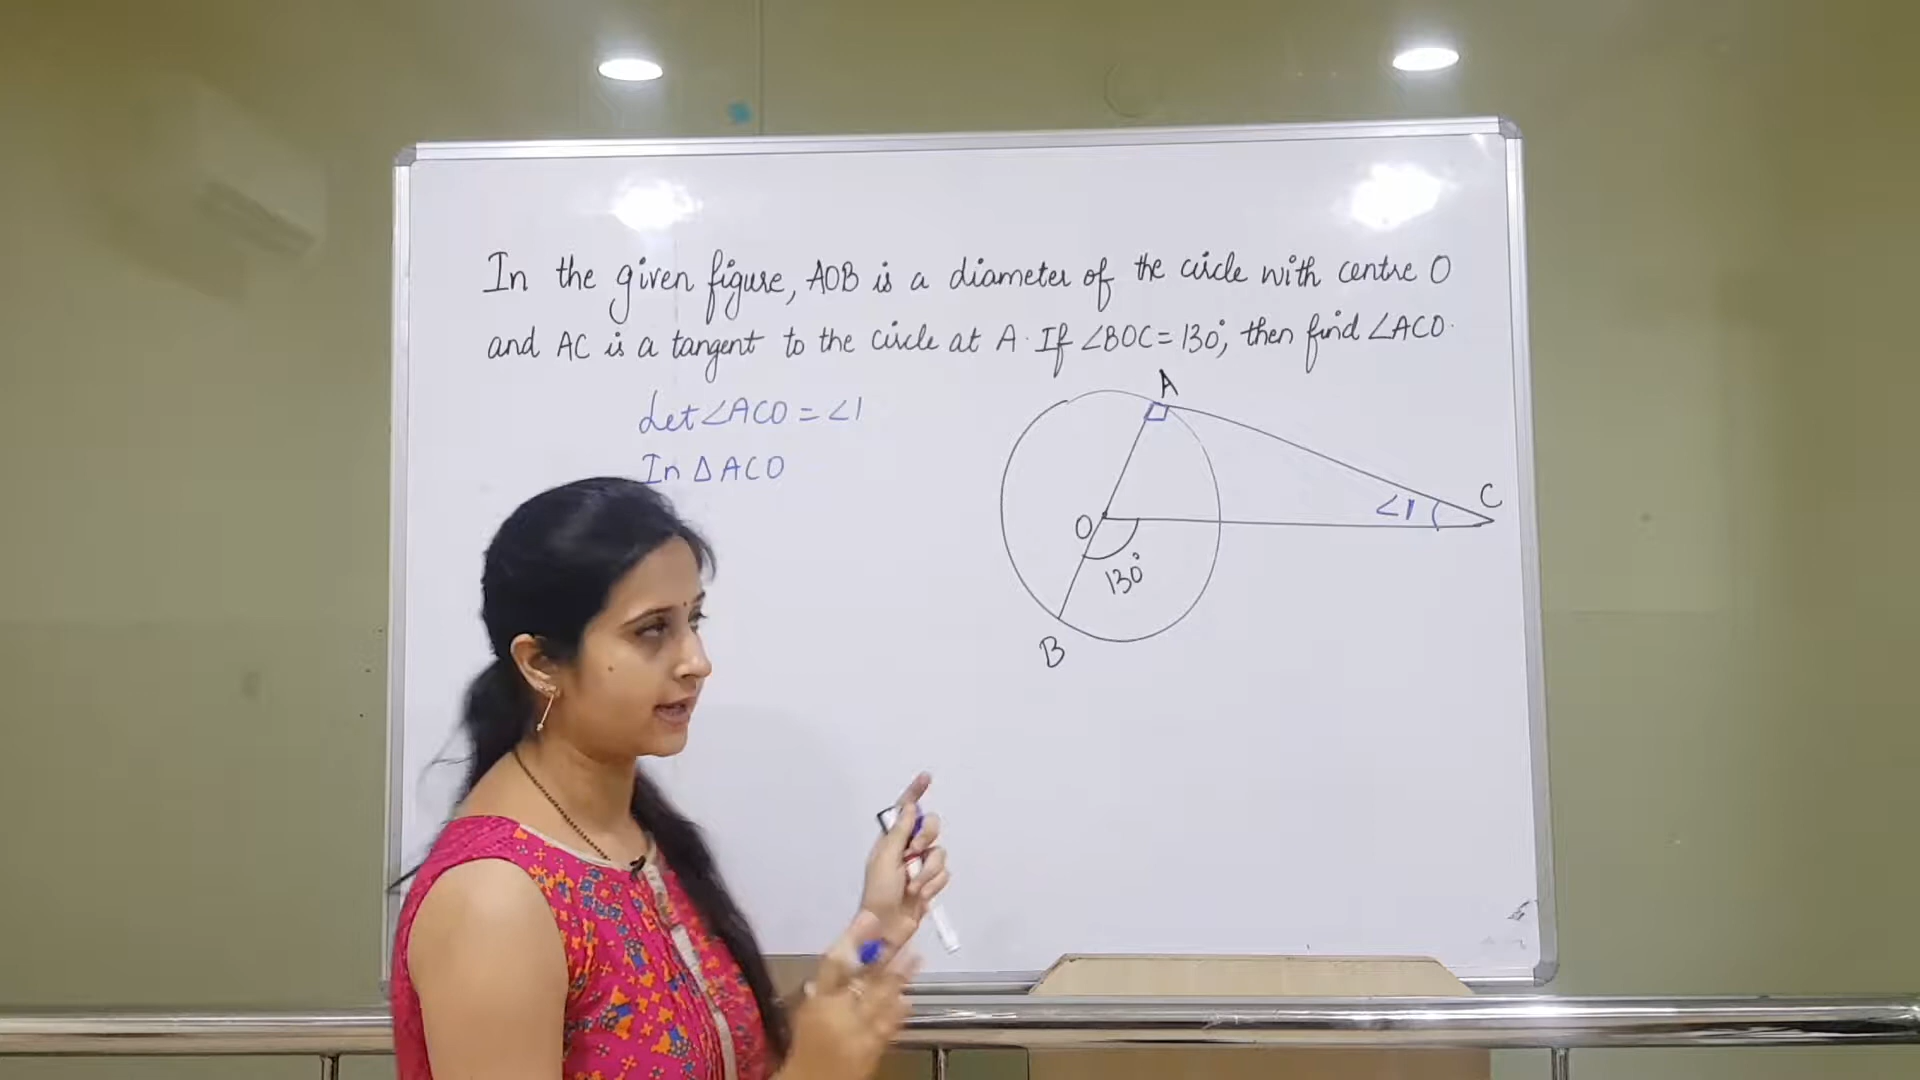 In the given figure, AOB is a diameter of the circle with centre O
and AC is a tangent to the circle at A. If ∠BOC = 130°, then find ∠ACO.
Let ∠ACO = ∠1
In Δ ACO
A
C
∠1
O
130°
B